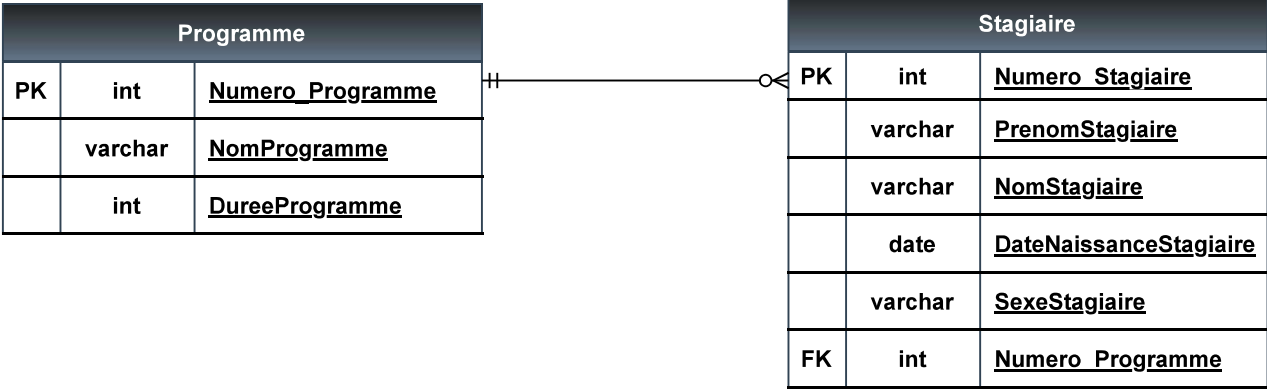 Programme
PK int Numero_Programme
varchar NomProgramme
int DureeProgramme
Stagiaire
PK int Numero_Stagiaire
varchar PrenomStagiaire
varchar NomStagiaire
date DateNaissanceStagiaire
varchar SexeStagiaire
FK int Numero_Programme